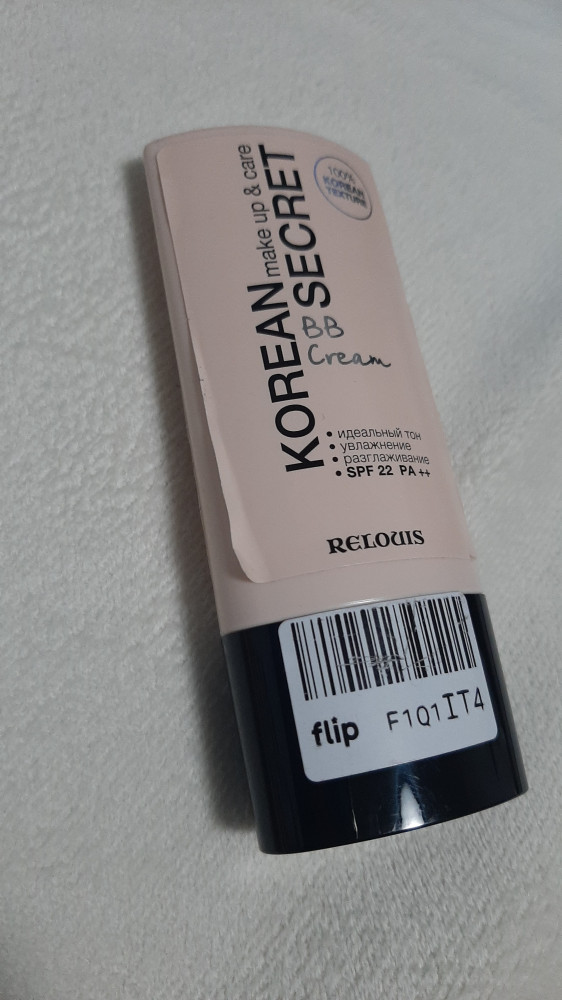 KOREAN make up & care
SECRET
BB
Cream
100%
KOREAN
TEXTURE
• идеальный тон
• увлажнение
• разглаживание
• SPF 22 PA ++
RELOUIS
flip F1Q1IT4